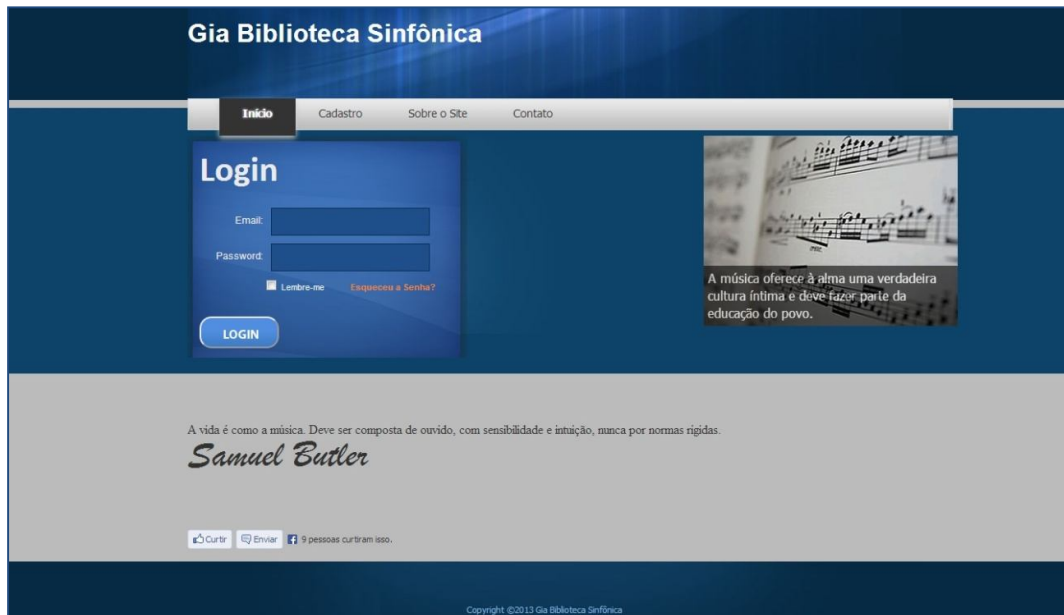 Gia Biblioteca Sinfônica
Início Cadastro Sobre o Site Contato
Login
Email:
Password:
Lembre-me Esqueceu a Senha?
LOGIN
A música oferece à alma uma verdadeira
cultura íntima e deve fazer parte da
educação do povo.
A vida é como a música. Deve ser composta de ouvido, com sensibilidade e intuição, nunca por normas rígidas.
Samuel Butler
Curtir Enviar 9 pessoas curtiram isso.
Copyright ©2013 Gia Biblioteca Sinfônica